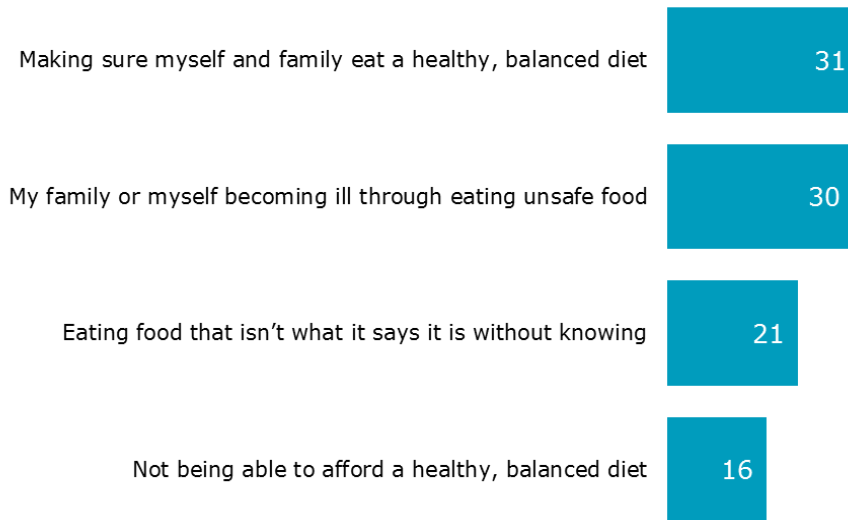 Making sure myself and family eat a healthy, balanced diet 31
My family or myself becoming ill through eating unsafe food 30
Eating food that isn’t what it says it is without knowing 21
Not being able to afford a healthy, balanced diet 16